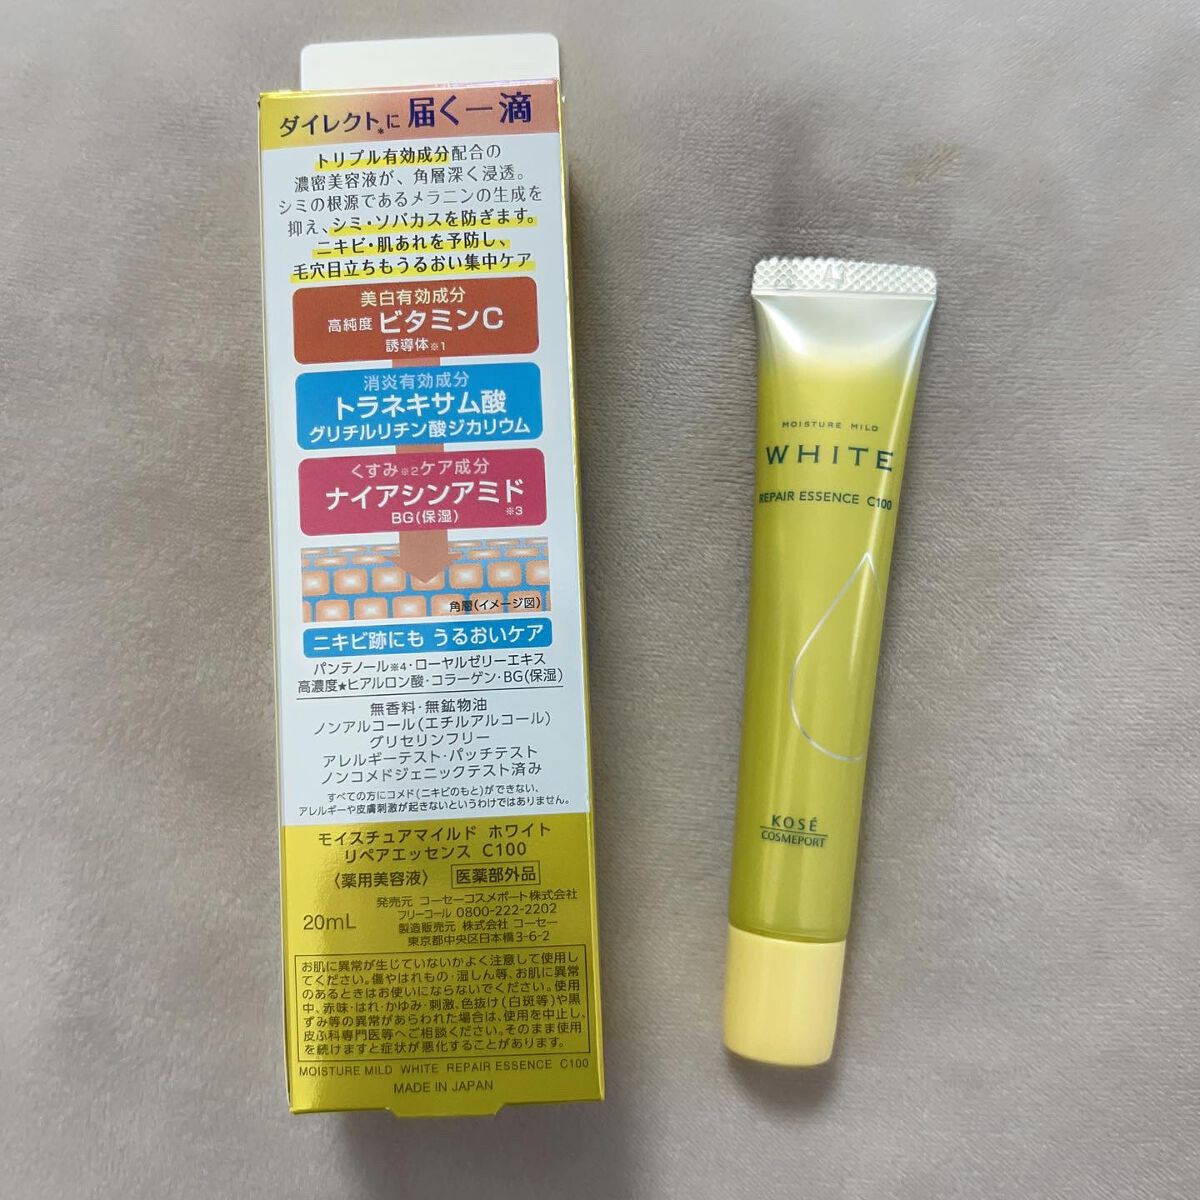 ダイレクト*に 届く一滴
トリプル有効成分配合の
濃密美容液が、角層深く浸透。
シミの根源であるメラニンの生成を
抑え、シミ・ソバカスを防ぎます。
ニキビ・肌あれを予防し、
毛穴目立ちもうるおい集中ケア
美白有効成分
高純度 ビタミンC
誘導体※1
消炎有効成分
トラネキサム酸
グリチルリチン酸ジカリウム
くすみ※2ケア成分
ナイアシンアミド※3
BG(保湿)
角層(イメージ図)
ニキビ跡にも うるおいケア
パンテノール※4・ローヤルゼリーエキス
高濃度★ヒアルロン酸・コラーゲン・BG(保湿)
無香料・無鉱物油
ノンアルコール(エチルアルコール)
グリセリンフリー
アレルギーテスト・パッチテスト
ノンコメドジェニックテスト済み
すべての方にコメド(ニキビのもと)ができない、
アレルギーや皮膚刺激が起きないというわけではありません。
モイスチュアマイルド ホワイト
リペアエッセンス C100
〈薬用美容液〉 医薬部外品
20mL
発売元 コーセーコスメポート株式会社
フリーコール 0800-222-2202
製造販売元 株式会社 コーセー
東京都中央区日本橋3-6-2
お肌に異常が生じていないかよく注意して使用し
てください。傷やはれもの・湿しん等、お肌に異常
のあるときはお使いにならないでください。使用
中、赤味・はれ・かゆみ・刺激、色抜け(白斑等)や黒
ずみ等の異常があらわれた場合は、使用を中止し、
皮ふ科専門医等へご相談ください。そのまま使用
を続けますと症状が悪化することがあります。
MOISTURE MILD WHITE REPAIR ESSENCE C100
MADE IN JAPAN
MOISTURE MILD
WHITE
REPAIR ESSENCE C100
KOSÉ
COSMEPORT